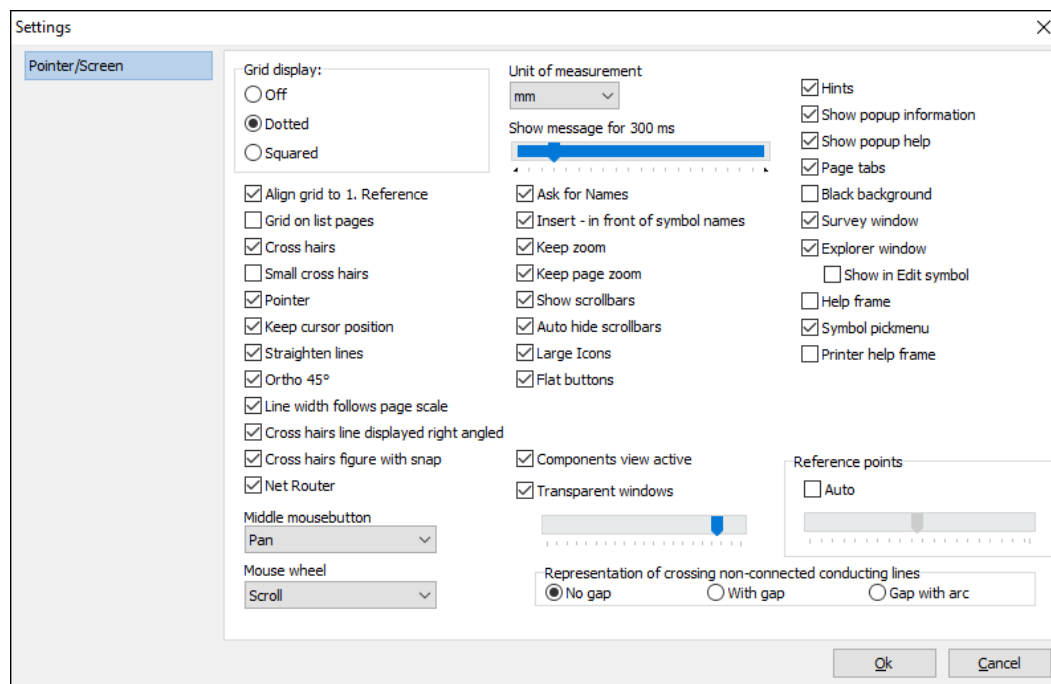 Settings
Pointer/Screen
Grid display:
Off
Dotted
Squared
Align grid to 1. Reference
Grid on list pages
Cross hairs
Small cross hairs
Pointer
Keep cursor position
Straighten lines
Ortho 45°
Line width follows page scale
Cross hairs line displayed right angled
Cross hairs figure with snap
Net Router
Middle mousebutton
Pan
Mouse wheel
Scroll
Unit of measurement
mm
Show message for 300 ms
Ask for Names
Insert - in front of symbol names
Keep zoom
Keep page zoom
Show scrollbars
Auto hide scrollbars
Large Icons
Flat buttons
Components view active
Transparent windows
Hints
Show popup information
Show popup help
Page tabs
Black background
Survey window
Explorer window
Show in Edit symbol
Help frame
Symbol pickmenu
Printer help frame
Reference points
Auto
Representation of crossing non-connected conducting lines
No gap
With gap
Gap with arc
Ok
Cancel